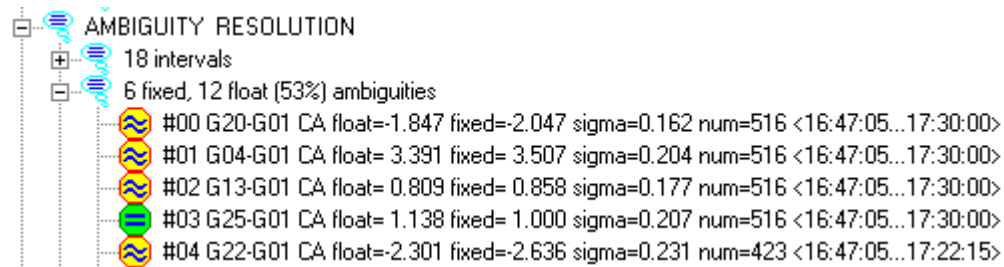 AMBIGUITY RESOLUTION
18 intervals
6 fixed, 12 float (53%) ambiguities
#00 G20-G01 CA float=-1.847 fixed=-2.047 sigma=0.162 num=516 <16:47:05...17:30:00>
#01 G04-G01 CA float= 3.391 fixed= 3.507 sigma=0.204 num=516 <16:47:05...17:30:00>
#02 G13-G01 CA float= 0.809 fixed= 0.858 sigma=0.177 num=516 <16:47:05...17:30:00>
#03 G25-G01 CA float= 1.138 fixed= 1.000 sigma=0.207 num=516 <16:47:05...17:30:00>
#04 G22-G01 CA float=-2.301 fixed=-2.636 sigma=0.231 num=423 <16:47:05...17:22:15>